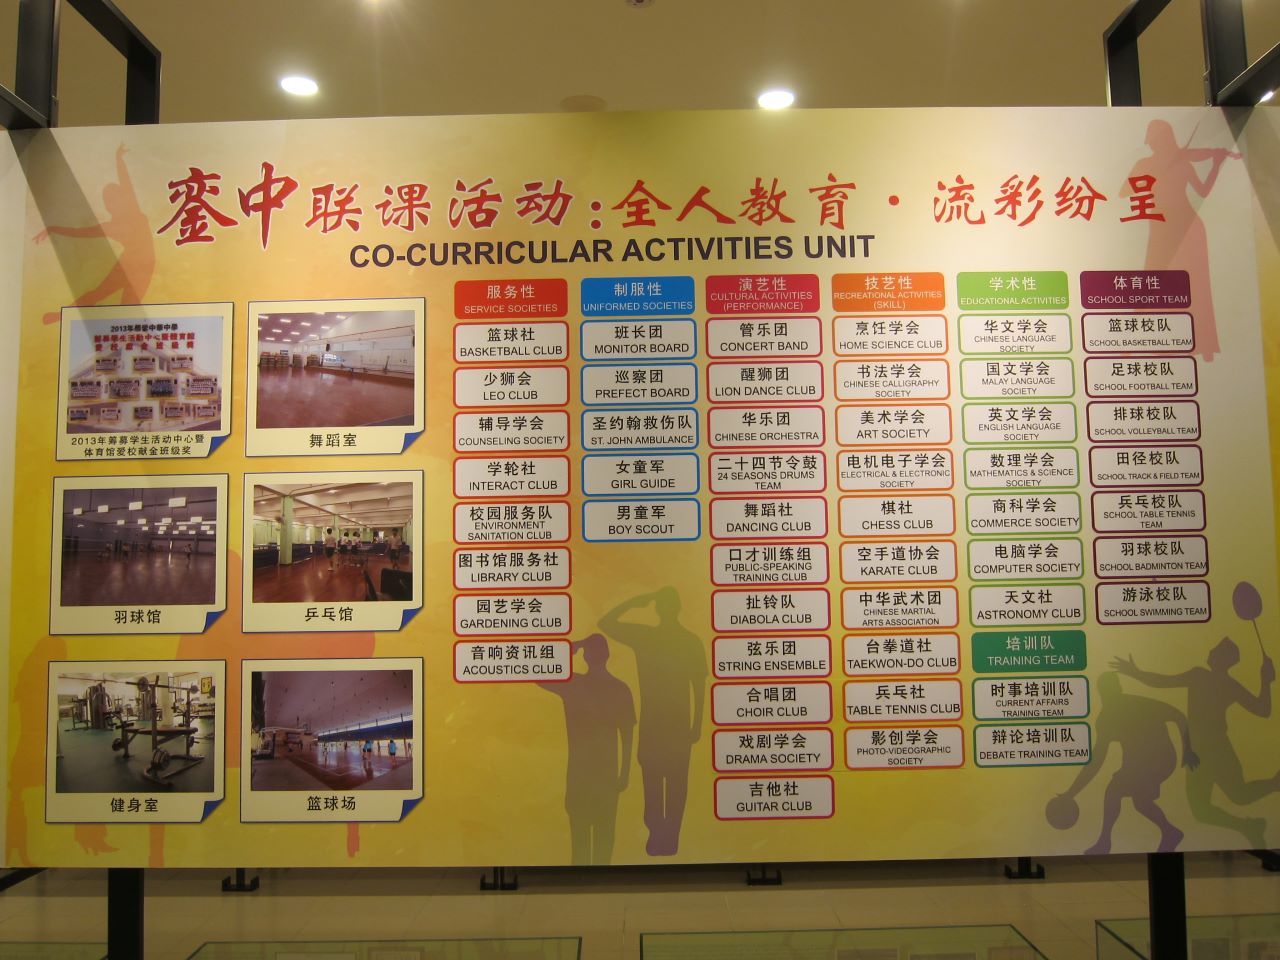 銮中联课活动:全人教育·流彩纷呈
CO-CURRICULAR ACTIVITIES UNIT
2013年筹募学生活动中心暨
体育馆爱校献金班级奖
舞蹈室
羽球馆
乒乓馆
健身室
篮球场
服务性
SERVICE SOCIETIES
篮球社
BASKETBALL CLUB
少狮会
LEO CLUB
辅导学会
COUNSELING SOCIETY
学轮社
INTERACT CLUB
校园服务队
ENVIRONMENT
SANITATION CLUB
图书馆服务社
LIBRARY CLUB
园艺学会
GARDENING CLUB
音响资讯组
ACOUSTICS CLUB
制服性
UNIFORMED SOCIETIES
班长团
MONITOR BOARD
巡察团
PREFECT BOARD
圣约翰救伤队
ST. JOHN AMBULANCE
女童军
GIRL GUIDE
男童军
BOY SCOUT
演艺性
CULTURAL ACTIVITIES
(PERFORMANCE)
管乐团
CONCERT BAND
醒狮团
LION DANCE CLUB
华乐团
CHINESE ORCHESTRA
二十四节令鼓
24 SEASONS DRUMS
TEAM
舞蹈社
DANCING CLUB
口才训练组
PUBLIC-SPEAKING
TRAINING CLUB
扯铃队
DIABOLA CLUB
弦乐团
STRING ENSEMBLE
合唱团
CHOIR CLUB
戏剧学会
DRAMA SOCIETY
吉他社
GUITAR CLUB
技艺性
RECREATIONAL ACTIVITIES
(SKILL)
烹饪学会
HOME SCIENCE CLUB
书法学会
CHINESE CALLIGRAPHY
SOCIETY
美术学会
ART SOCIETY
电机电子学会
ELECTRICAL & ELECTRONIC
SOCIETY
棋社
CHESS CLUB
空手道协会
KARATE CLUB
中华武术团
CHINESE MARTIAL
ARTS ASSOCIATION
台拳道社
TAEKWON-DO CLUB
兵乓社
TABLE TENNIS CLUB
影创学会
PHOTO-VIDEOGRAPHIC
SOCIETY
学术性
EDUCATIONAL ACTIVITIES
华文学会
CHINESE LANGUAGE
SOCIETY
国文学会
MALAY LANGUAGE
SOCIETY
英文学会
ENGLISH LANGUAGE
SOCIETY
数理学会
MATHEMATICS & SCIENCE
SOCIETY
商科学会
COMMERCE SOCIETY
电脑学会
COMPUTER SOCIETY
天文社
ASTRONOMY CLUB
培训队
TRAINING TEAM
时事培训队
CURRENT AFFAIRS
TRAINING TEAM
辩论培训队
DEBATE TRAINING TEAM
体育性
SCHOOL SPORT TEAM
篮球校队
SCHOOL BASKETBALL TEAM
足球校队
SCHOOL FOOTBALL TEAM
排球校队
SCHOOL VOLLEYBALL TEAM
田径校队
SCHOOL TRACK & FIELD TEAM
兵乓校队
SCHOOL TABLE TENNIS
TEAM
羽球校队
SCHOOL BADMINTON TEAM
游泳校队
SCHOOL SWIMMING TEAM